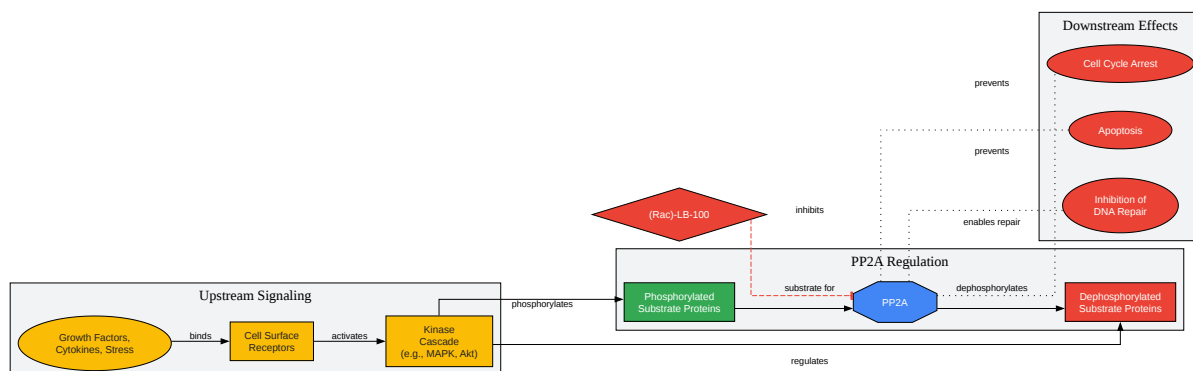 Downstream Effects
Cell Cycle Arrest
prevents
Apoptosis
prevents
Inhibition of
DNA Repair
(Rac)-LB-100
inhibits
enables repair
PP2A Regulation
Upstream Signaling
phosphorylates
Phosphorylated
Substrate Proteins
substrate for
PP2A
dephosphorylates
Dephosphorylated
Substrate Proteins
Growth Factors,
Cytokines, Stress
binds
Cell Surface
Receptors
activates
Kinase
Cascade
(e.g., MAPK, Akt)
regulates